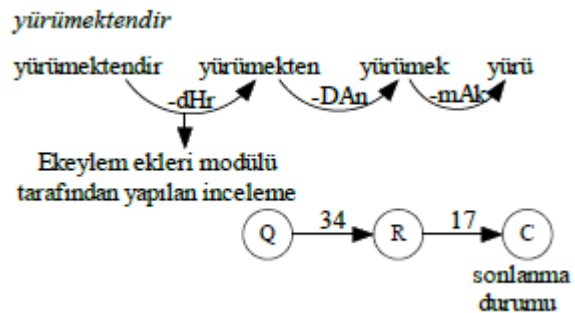 yürümektendir
yürümektendir yürümekten yürümek yürü
-dHr -DAn -mAk
Ekeylem ekleri modülü
tarafından yapılan inceleme
Q 34 R 17 C
sonlanma
durumu